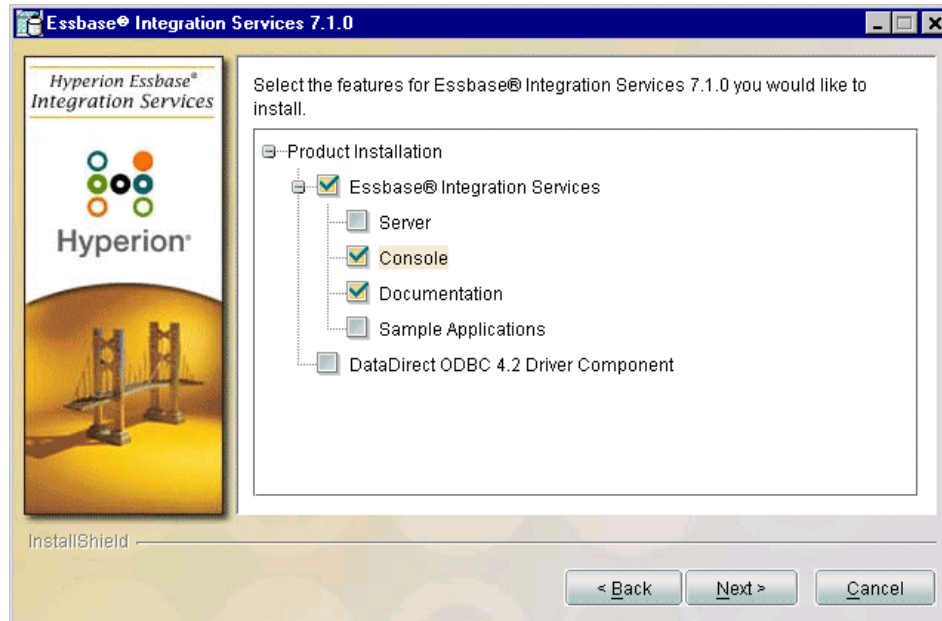 Essbase® Integration Services 7.1.0
Hyperion Essbase®
Integration Services
Hyperion®
Select the features for Essbase® Integration Services 7.1.0 you would like to
install.
Product Installation
Essbase® Integration Services
Server
Console
Documentation
Sample Applications
DataDirect ODBC 4.2 Driver Component
InstallShield
< Back
Next >
Cancel